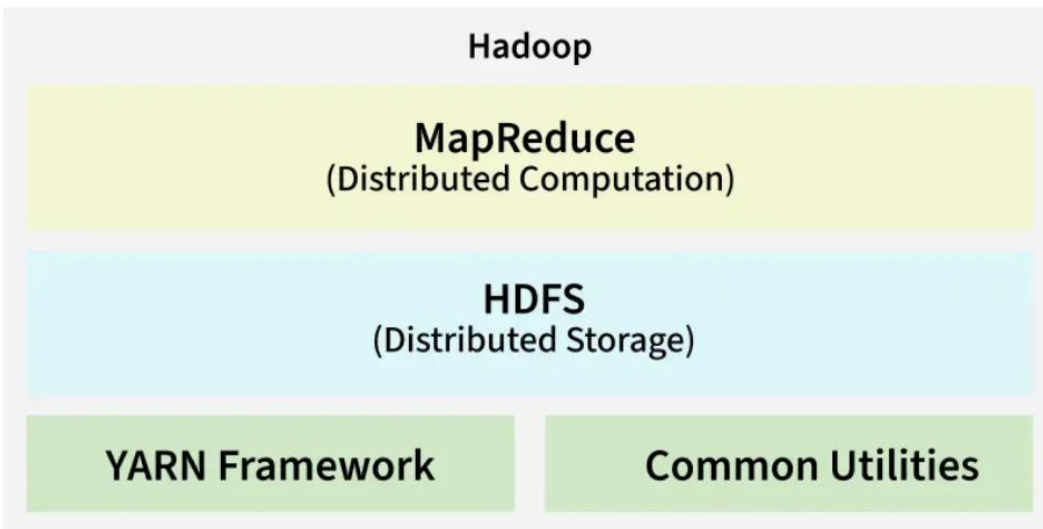 Hadoop
MapReduce
(Distributed Computation)
HDFS
(Distributed Storage)
YARN Framework
Common Utilities